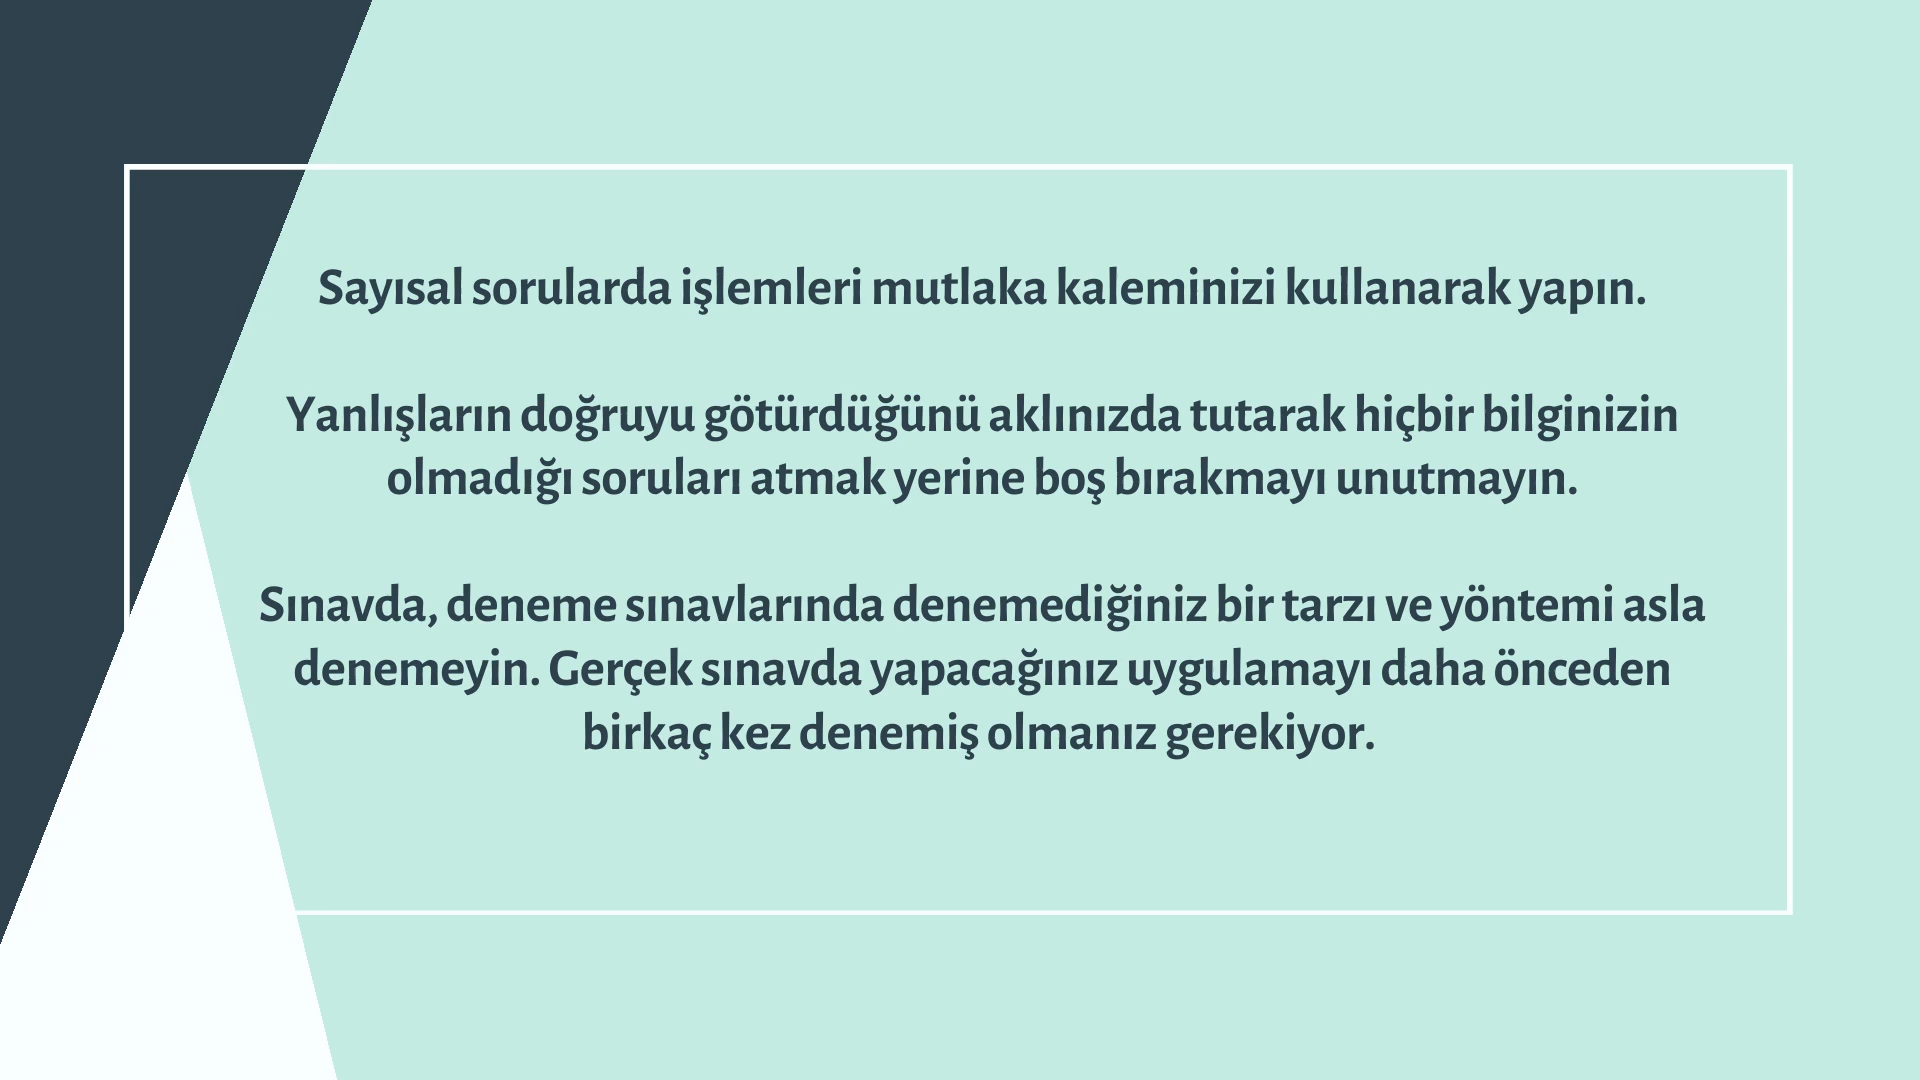 Sayısal sorularda işlemleri mutlaka kaleminizi kullanarak yapın.
Yanlışların doğruyu götürdüğünü aklınızda tutarak hiçbir bilginizin
olmadığı soruları atmak yerine boş bırakmayı unutmayın.
Sınavda, deneme sınavlarında denemediğiniz bir tarzı ve yöntemi asla
denemeyin. Gerçek sınavda yapacağınız uygulamayı daha önceden
birkaç kez denemiş olmanız gerekiyor.